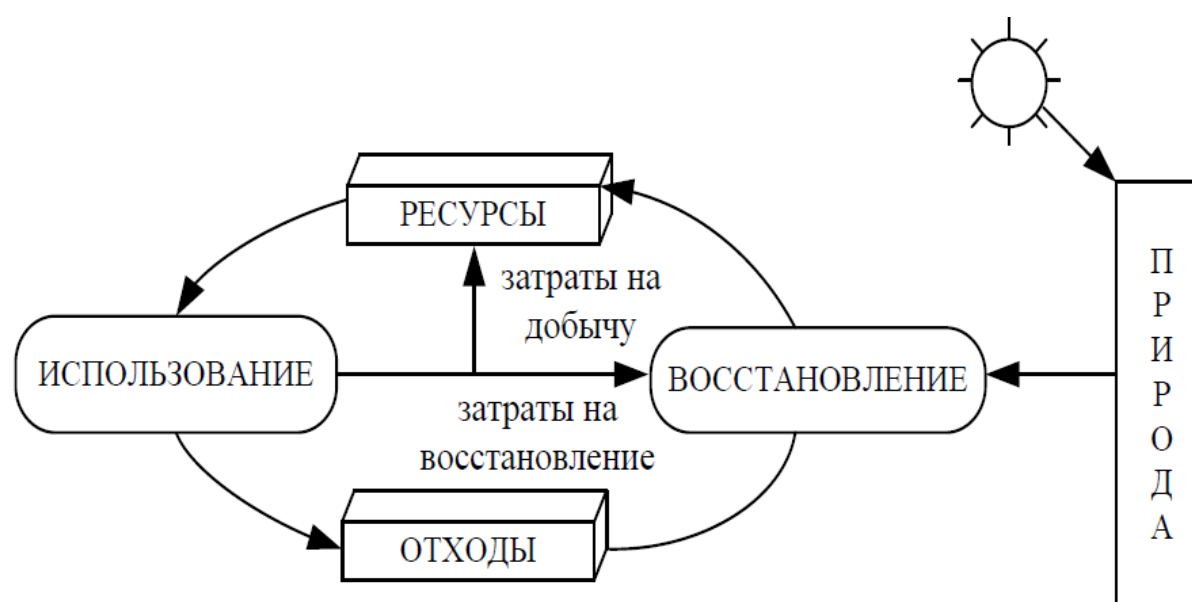 РЕСУРСЫ
затраты на
добычу
ИСПОЛЬЗОВАНИЕ
ВОССТАНОВЛЕНИЕ
затраты на
восстановление
ОТХОДЫ
П
Р
И
Р
О
Д
А